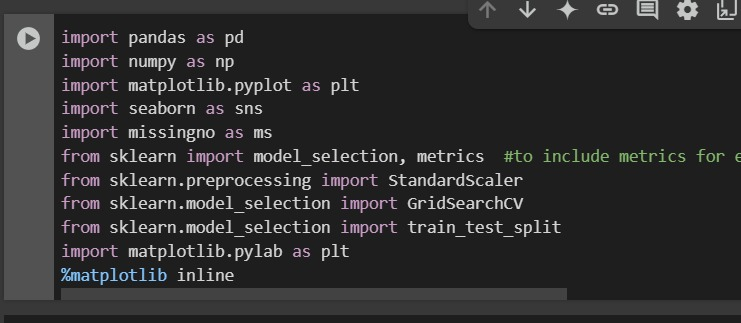 import pandas as pd
import numpy as np
import matplotlib.pyplot as plt
import seaborn as sns
import missingno as ms
from sklearn import model_selection, metrics  #to include metrics for e
from sklearn.preprocessing import StandardScaler
from sklearn.model_selection import GridSearchCV
from sklearn.model_selection import train_test_split
import matplotlib.pylab as plt
%matplotlib inline